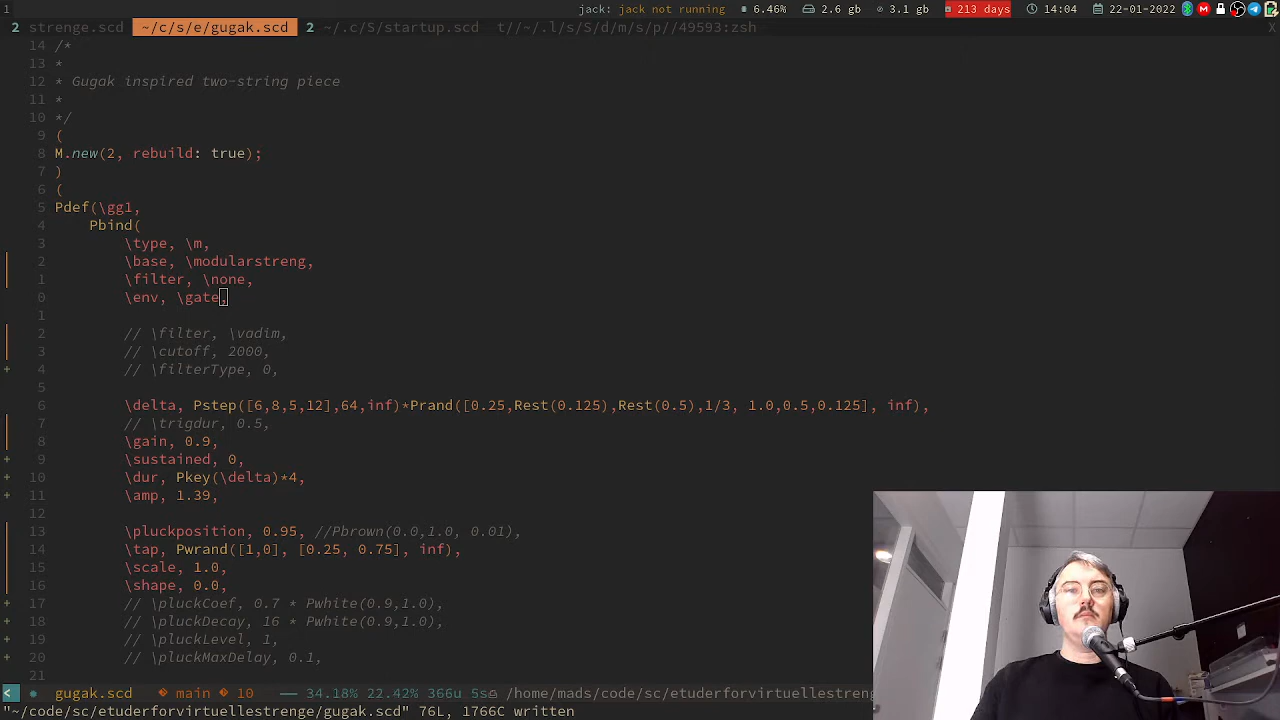 1 jack: jack not running 6.46% 2.6 gb 3.1 gb 213 days 14:04 22-01-2022
2 strenge.scd ~/c/s/e/gugak.scd 2 ~/.c/S/startup.scd t//~/.l/s/S/d/m/s/p//49593:zsh X
14 /*
13 *
12 * Gugak inspired two-string piece
11 *
10 */
9 (
8 M.new(2, rebuild: true);
7 )
6 (
5 Pdef(\gg1,
4 Pbind(
3 \type, \m,
2 \base, \modularstreng,
1 \filter, \none,
0 \env, \gate,
1
2 // \filter, \vadim,
3 // \cutoff, 2000,
+ 4 // \filterType, 0,
5
6 \delta, Pstep([6,8,5,12],64,inf)*Prand([0.25,Rest(0.125),Rest(0.5),1/3, 1.0,0.5,0.125], inf),
7 // \trigdur, 0.5,
8 \gain, 0.9,
+ 9 \sustained, 0,
+ 10 \dur, Pkey(\delta)*4,
+ 11 \amp, 1.39,
12
13 \pluckposition, 0.95, //Pbrown(0.0,1.0, 0.01),
14 \tap, Pwrand([1,0], [0.25, 0.75], inf),
15 \scale, 1.0,
16 \shape, 0.0,
+ 17 // \pluckCoef, 0.7 * Pwhite(0.9,1.0),
+ 18 // \pluckDecay, 16 * Pwhite(0.9,1.0),
+ 19 // \pluckLevel, 1,
+ 20 // \pluckMaxDelay, 0.1,
21
< gugak.scd main 10 34.18% 22.42% 366u 5s /home/mads/code/sc/etuderforvirtuellestreng
"~/code/sc/etuderforvirtuellestrenge/gugak.scd" 76L, 1766C written